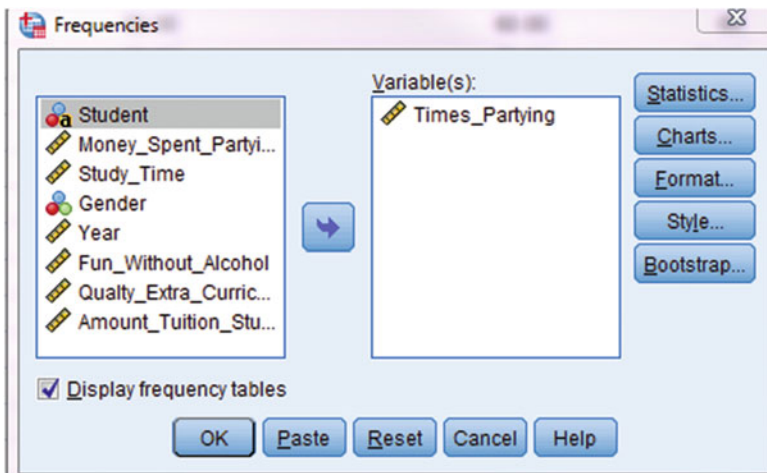 Frequencies
Variable(s):
Student
Money_Spent_Partyi...
Study_Time
Gender
Year
Fun_Without_Alcohol
Qualty_Extra_Curric...
Amount_Tuition_Stu...
Times_Partying
Statistics...
Charts...
Format...
Style...
Bootstrap...
Display frequency tables
OK Paste Reset Cancel Help